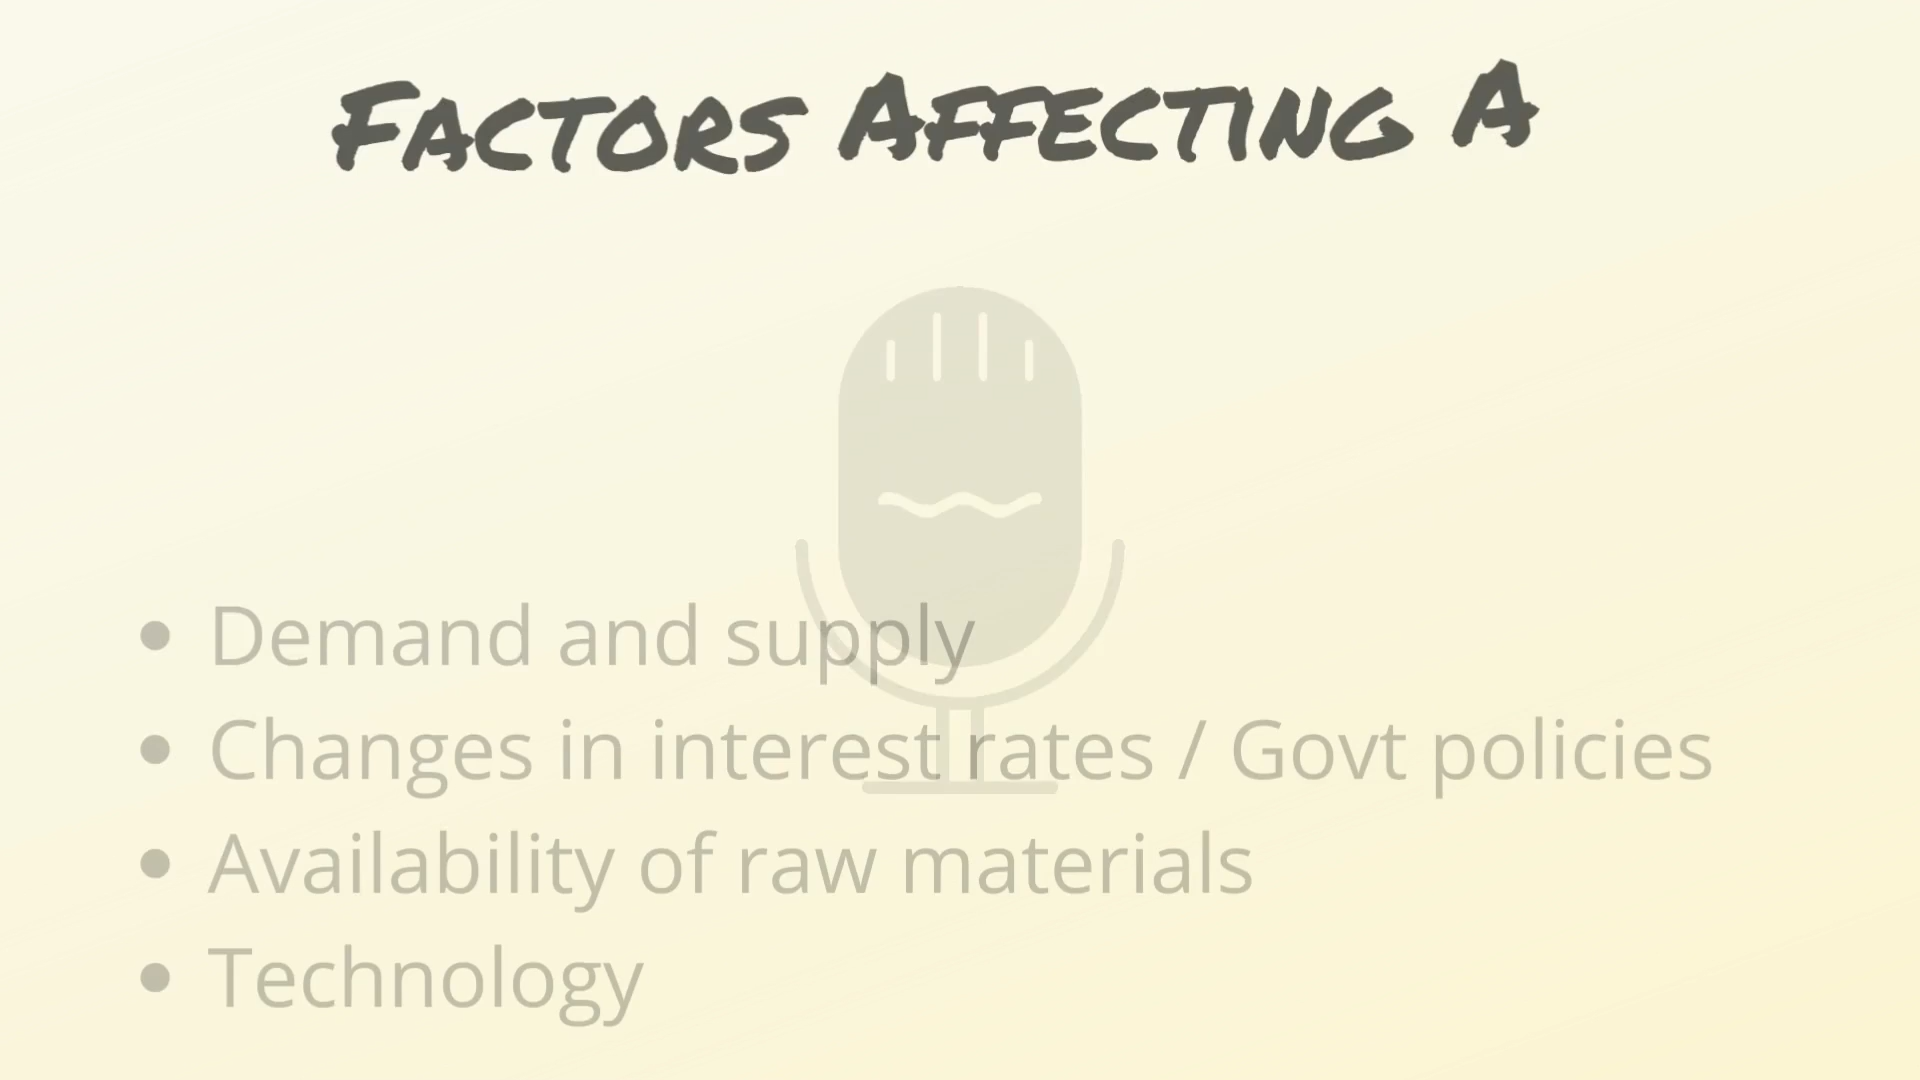 Factors Affecting A
• Demand and supply
• Changes in interest rates / Govt policies
• Availability of raw materials
• Technology